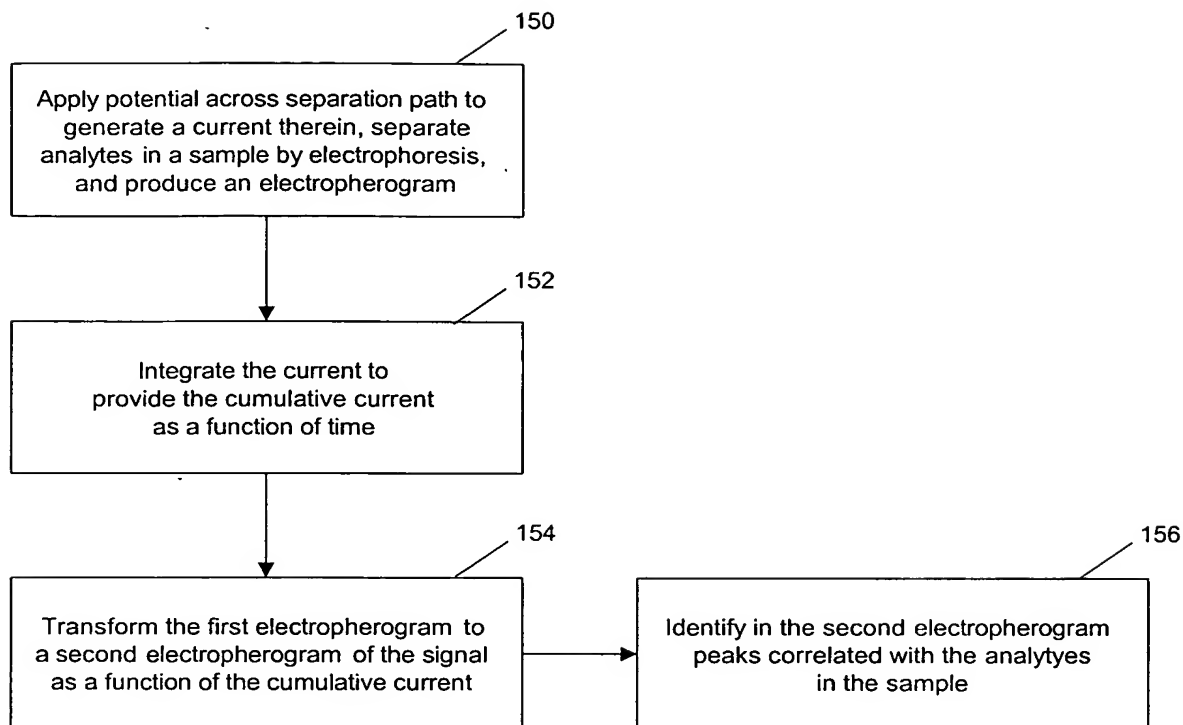 150
Apply potential across separation path to
generate a current therein, separate
analytes in a sample by electrophoresis,
and produce an electropherogram
152
Integrate the current to
provide the cumulative current
as a function of time
154
Transform the first electropherogram to
a second electropherogram of the signal
as a function of the cumulative current
156
Identify in the second electropherogram
peaks correlated with the analytyes
in the sample